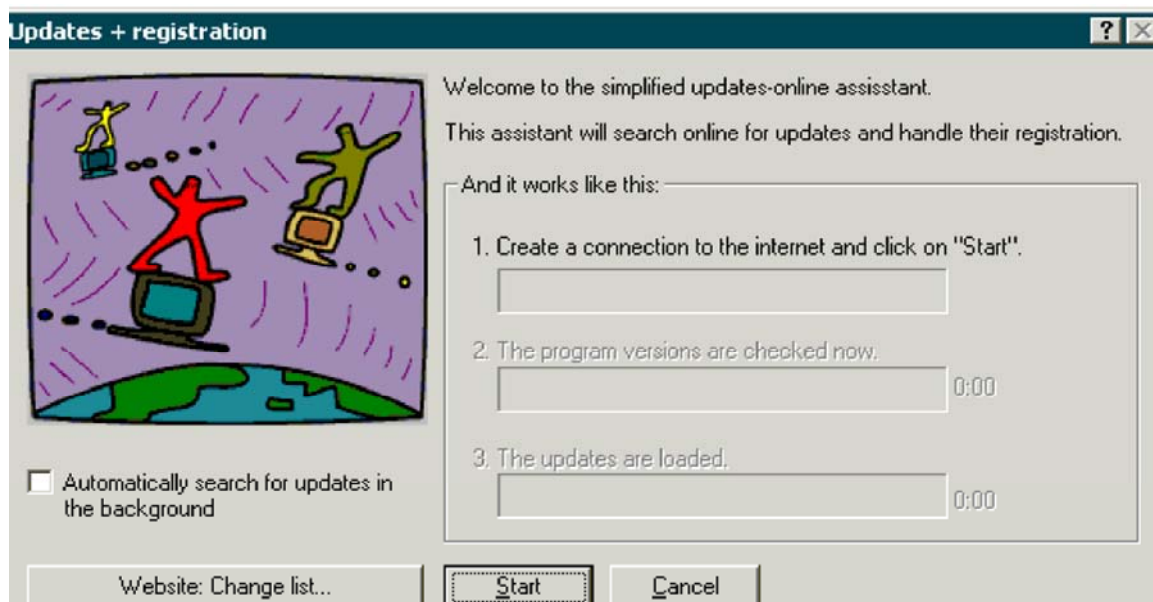 Updates + registration
Welcome to the simplified updates-online assisstant.
This assistant will search online for updates and handle their registration.
And it works like this:
1. Create a connection to the internet and click on "Start".
2. The program versions are checked now.
0:00
3. The updates are loaded.
0:00
Automatically search for updates in
the background
Website: Change list...
Start
Cancel